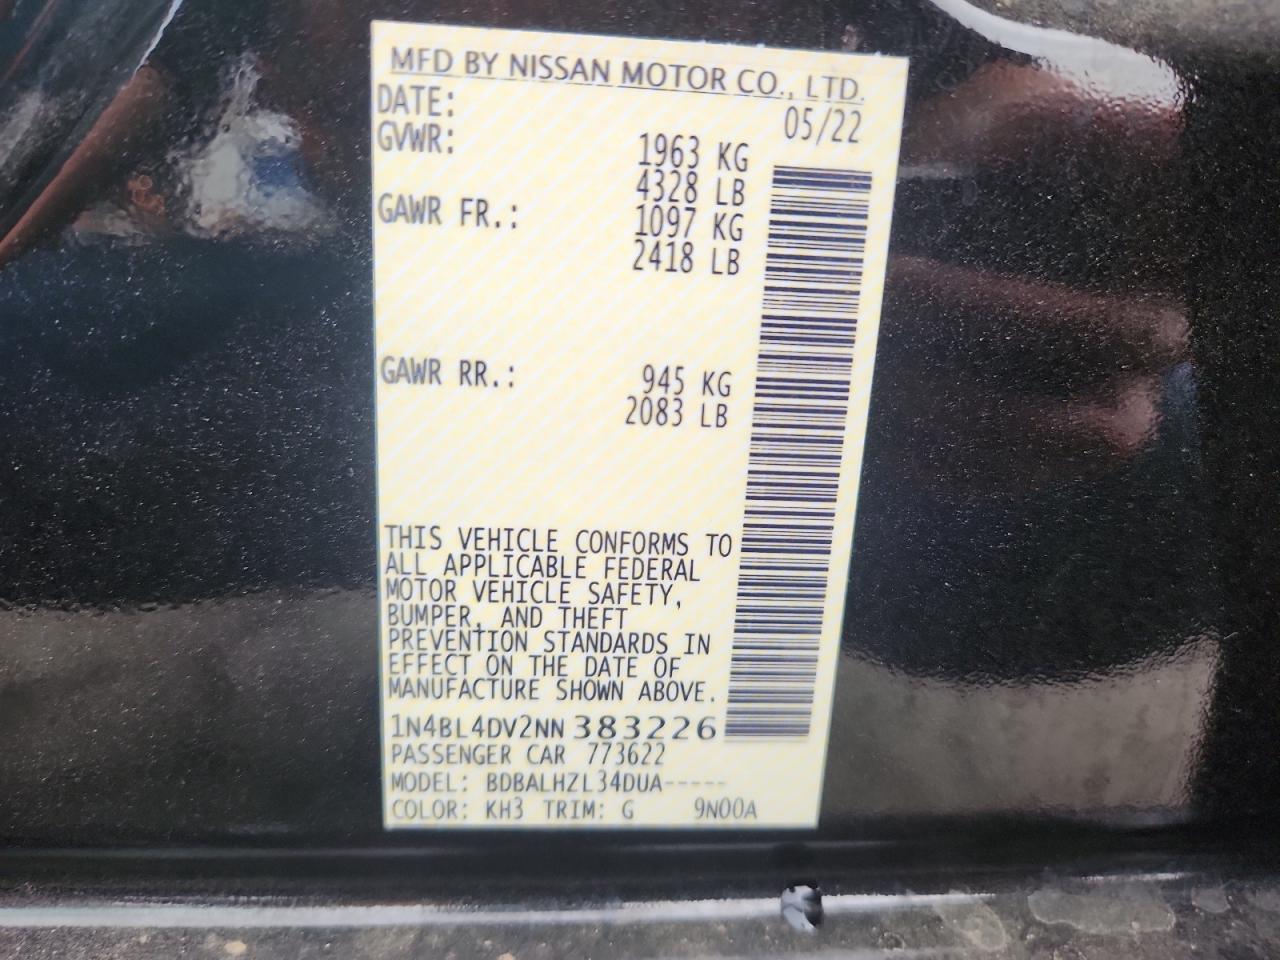 MFD BY NISSAN MOTOR CO., LTD.
DATE: 05/22
GVWR: 1963 KG
4328 LB
GAWR FR.: 1097 KG
2418 LB
GAWR RR.: 945 KG
2083 LB
THIS VEHICLE CONFORMS TO
ALL APPLICABLE FEDERAL
MOTOR VEHICLE SAFETY,
BUMPER, AND THEFT
PREVENTION STANDARDS IN
EFFECT ON THE DATE OF
MANUFACTURE SHOWN ABOVE.
1N4BL4DV2NN383226
PASSENGER CAR 773622
MODEL: BDBALHZL34DUA-----
COLOR: KH3 TRIM: G 9N00A